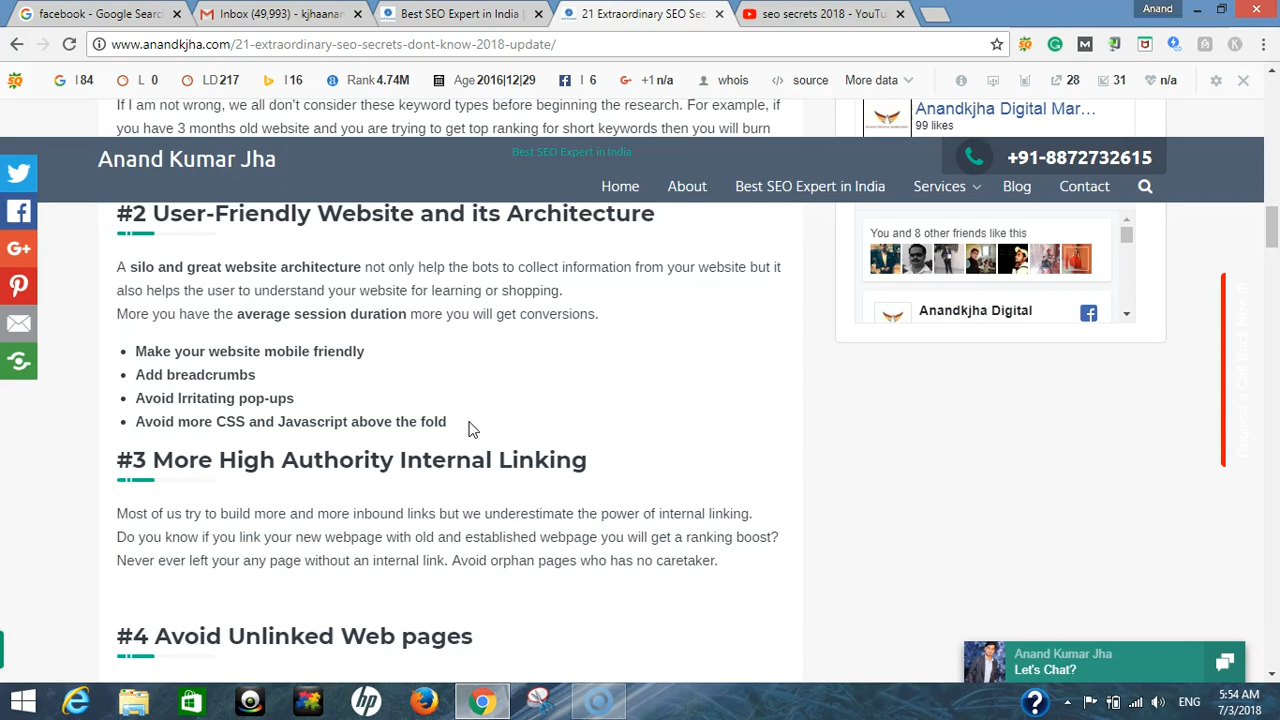 facebook - Google Searc
Inbox (49,993) - kjhaanan
Best SEO Expert in India |
21 Extraordinary SEO Sec
seo secrets 2018 - YouTu
Anand
www.anandkjha.com/21-extraordinary-seo-secrets-dont-know-2018-update/
I 84
L 0
LD 217
I 16
Rank 4.74M
Age 2016|12|29
I 6
+1 n/a
whois
source
More data
28
31
n/a
If I am not wrong, we all don't consider these keyword types before beginning the research. For example, if
you have 3 months old website and you are trying to get top ranking for short keywords then you will burn
Anandkjha Digital Mar...
99 likes
Anand Kumar Jha
Best SEO Expert in India
+91-8872732615
Home
About
Best SEO Expert in India
Services
Blog
Contact
#2 User-Friendly Website and its Architecture
A silo and great website architecture not only help the bots to collect information from your website but it
also helps the user to understand your website for learning or shopping.
More you have the average session duration more you will get conversions.
• Make your website mobile friendly
• Add breadcrumbs
• Avoid Irritating pop-ups
• Avoid more CSS and Javascript above the fold
You and 8 other friends like this
Anandkjha Digital
Request a Call Back Now !!!
#3 More High Authority Internal Linking
Most of us try to build more and more inbound links but we underestimate the power of internal linking.
Do you know if you link your new webpage with old and established webpage you will get a ranking boost?
Never ever left your any page without an internal link. Avoid orphan pages who has no caretaker.
#4 Avoid Unlinked Web pages
Anand Kumar Jha
Let's Chat?
ENG
5:54 AM
7/3/2018